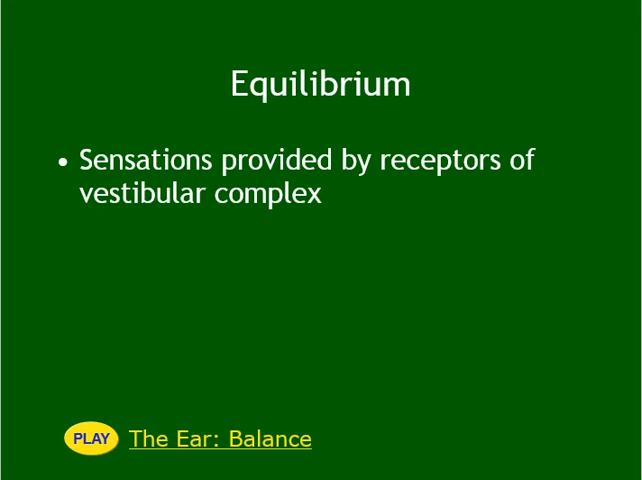 Equilibrium
• Sensations provided by receptors of
vestibular complex
PLAY The Ear: Balance